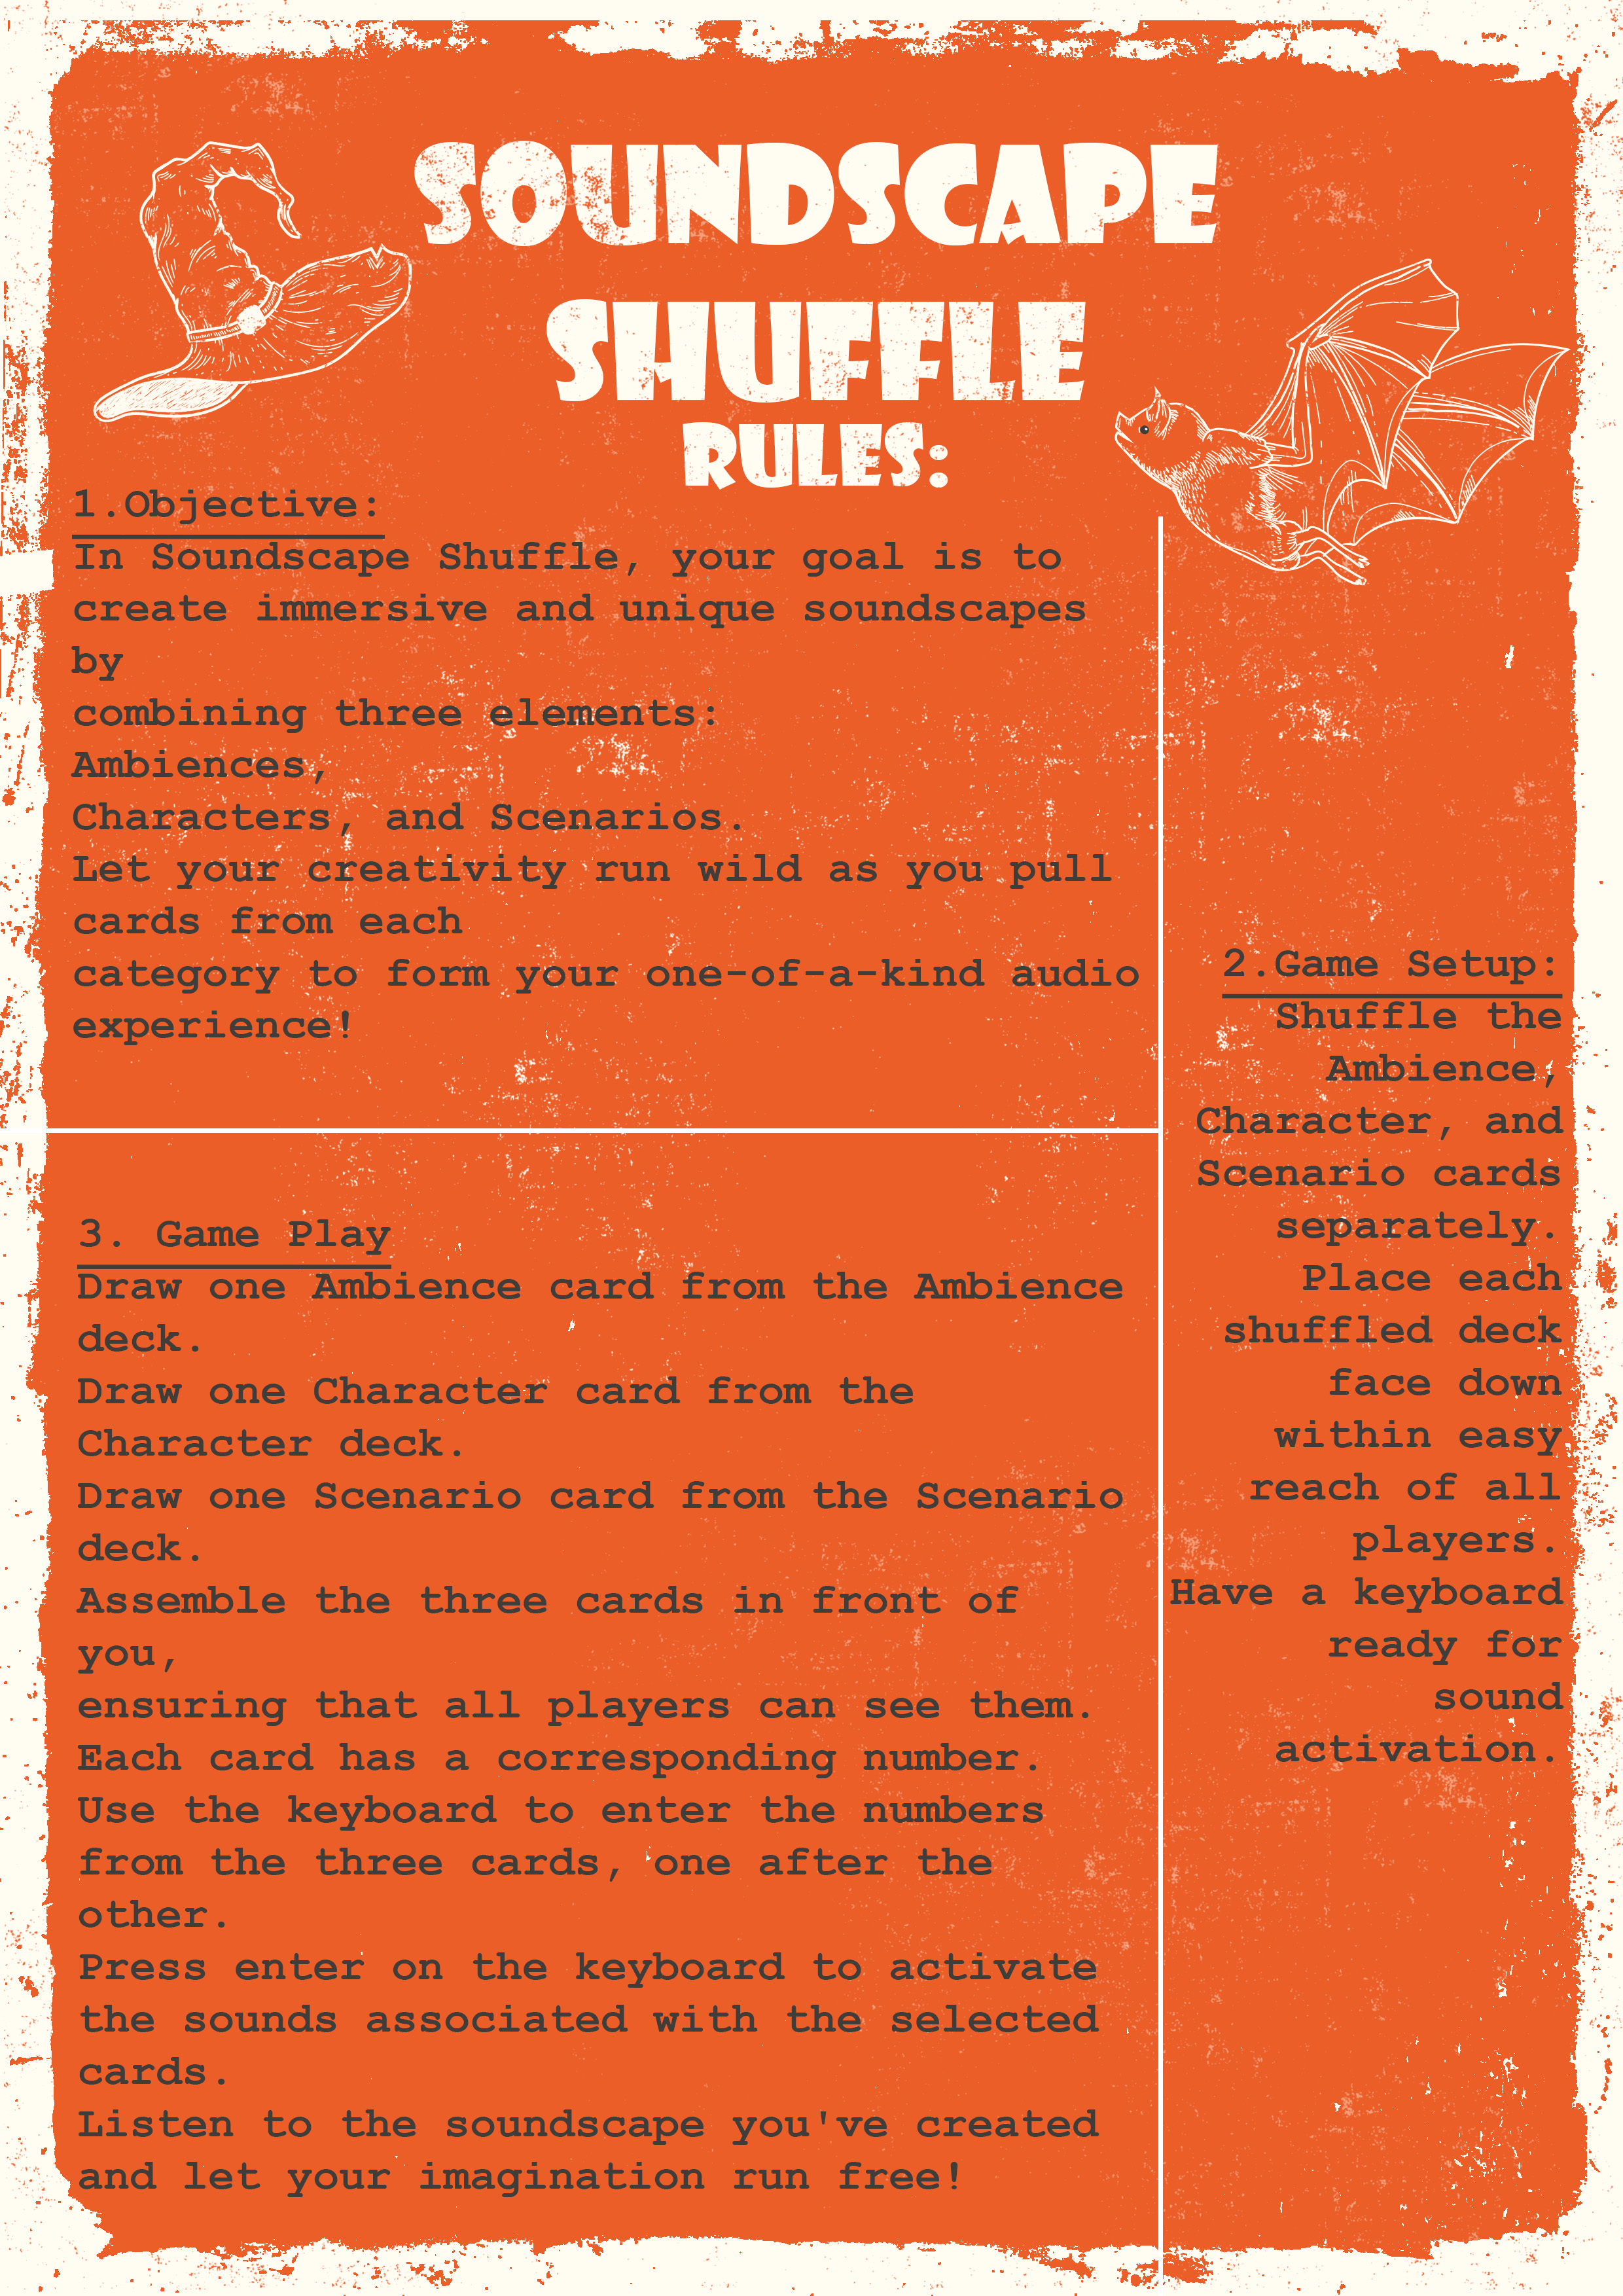 SOUNDSCAPE
SHUFFLE
RULES:
1.Objective:
In Soundscape Shuffle, your goal is to
create immersive and unique soundscapes
by
combining three elements:
Ambiences,
Characters, and Scenarios.
Let your creativity run wild as you pull
cards from each
category to form your one-of-a-kind audio
experience!
2.Game Setup:
Shuffle the
Ambience,
Character, and
Scenario cards
separately.
Place each
shuffled deck
face down
within easy
reach of all
players.
Have a keyboard
ready for
sound
activation.
3. Game Play
Draw one Ambience card from the Ambience
deck.
Draw one Character card from the
Character deck.
Draw one Scenario card from the Scenario
deck.
Assemble the three cards in front of
you,
ensuring that all players can see them.
Each card has a corresponding number.
Use the keyboard to enter the numbers
from the three cards, one after the
other.
Press enter on the keyboard to activate
the sounds associated with the selected
cards.
Listen to the soundscape you've created
and let your imagination run free!